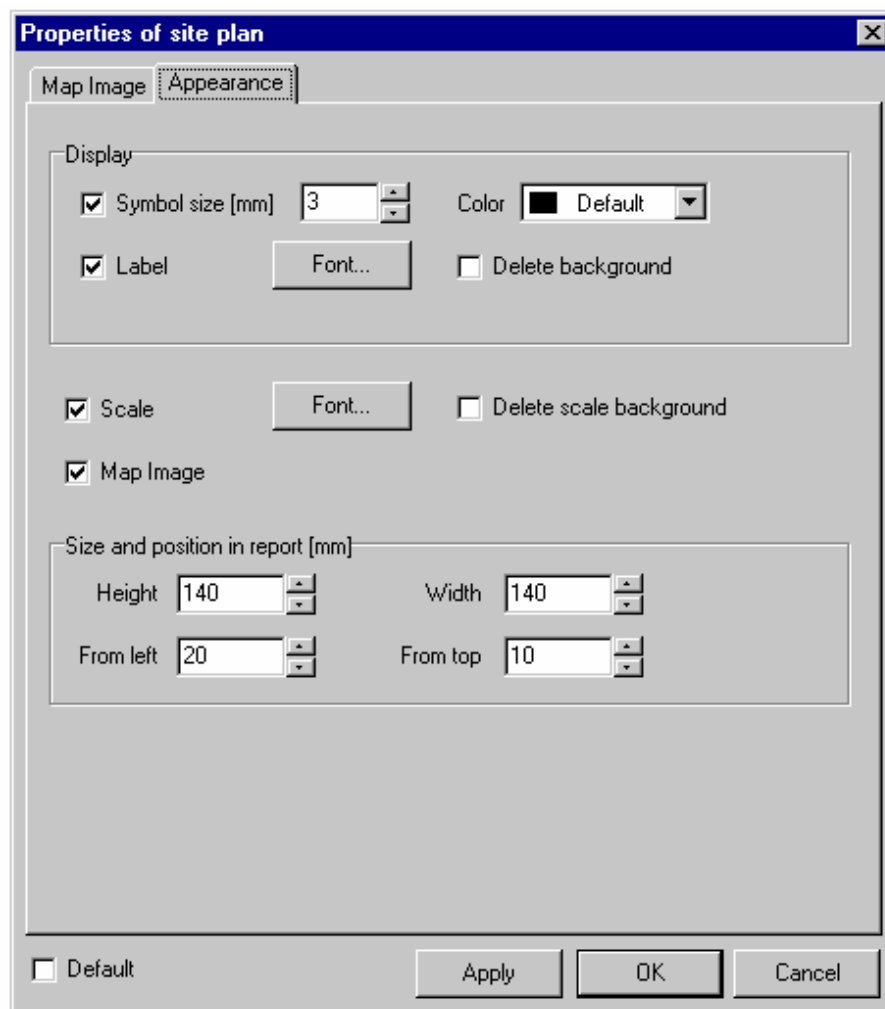 Properties of site plan
Map Image Appearance
Display
Symbol size [mm] 3 Color Default
Label Font... Delete background
Scale Font... Delete scale background
Map Image
Size and position in report [mm]
Height 140 Width 140
From left 20 From top 10
Default Apply OK Cancel